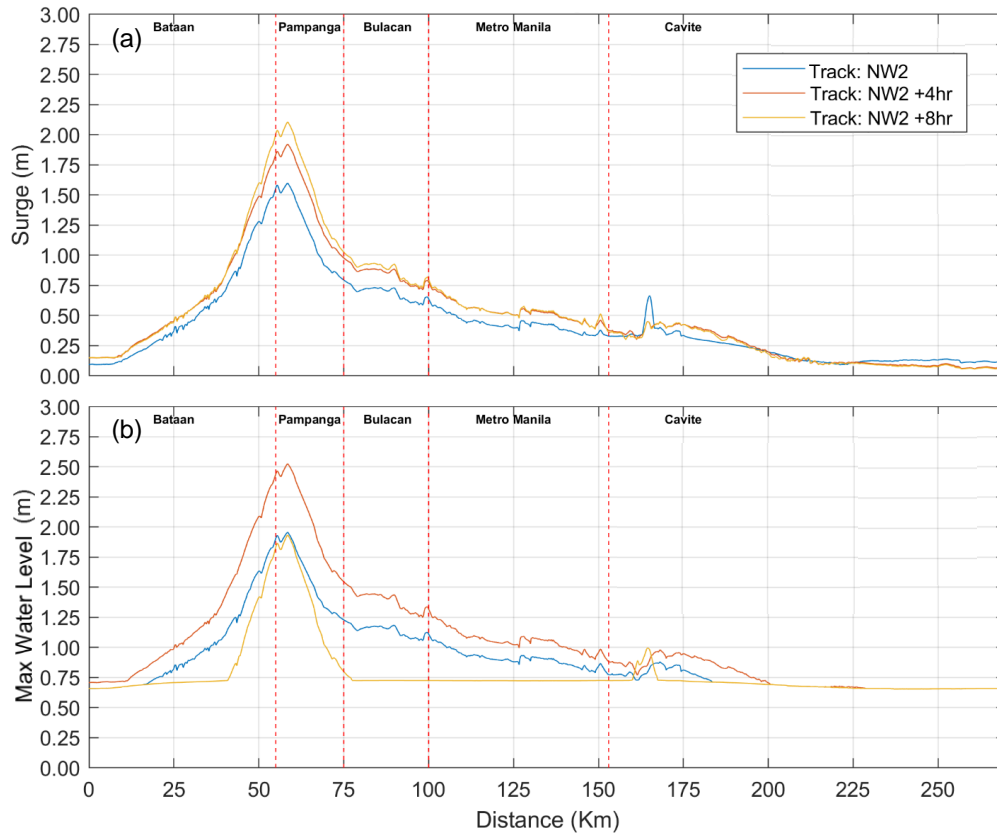 (a)
Bataan Pampanga Bulacan Metro Manila Cavite
3.00
2.75
2.50
2.25
2.00
1.75
1.50
1.25
1.00
0.75
0.50
0.25
0.00
Surge (m)
Track: NW2
Track: NW2 +4hr
Track: NW2 +8hr
(b)
Bataan Pampanga Bulacan Metro Manila Cavite
3.00
2.75
2.50
2.25
2.00
1.75
1.50
1.25
1.00
0.75
0.50
0.25
0.00
Max Water Level (m)
0 25 50 75 100 125 150 175 200 225 250
Distance (Km)